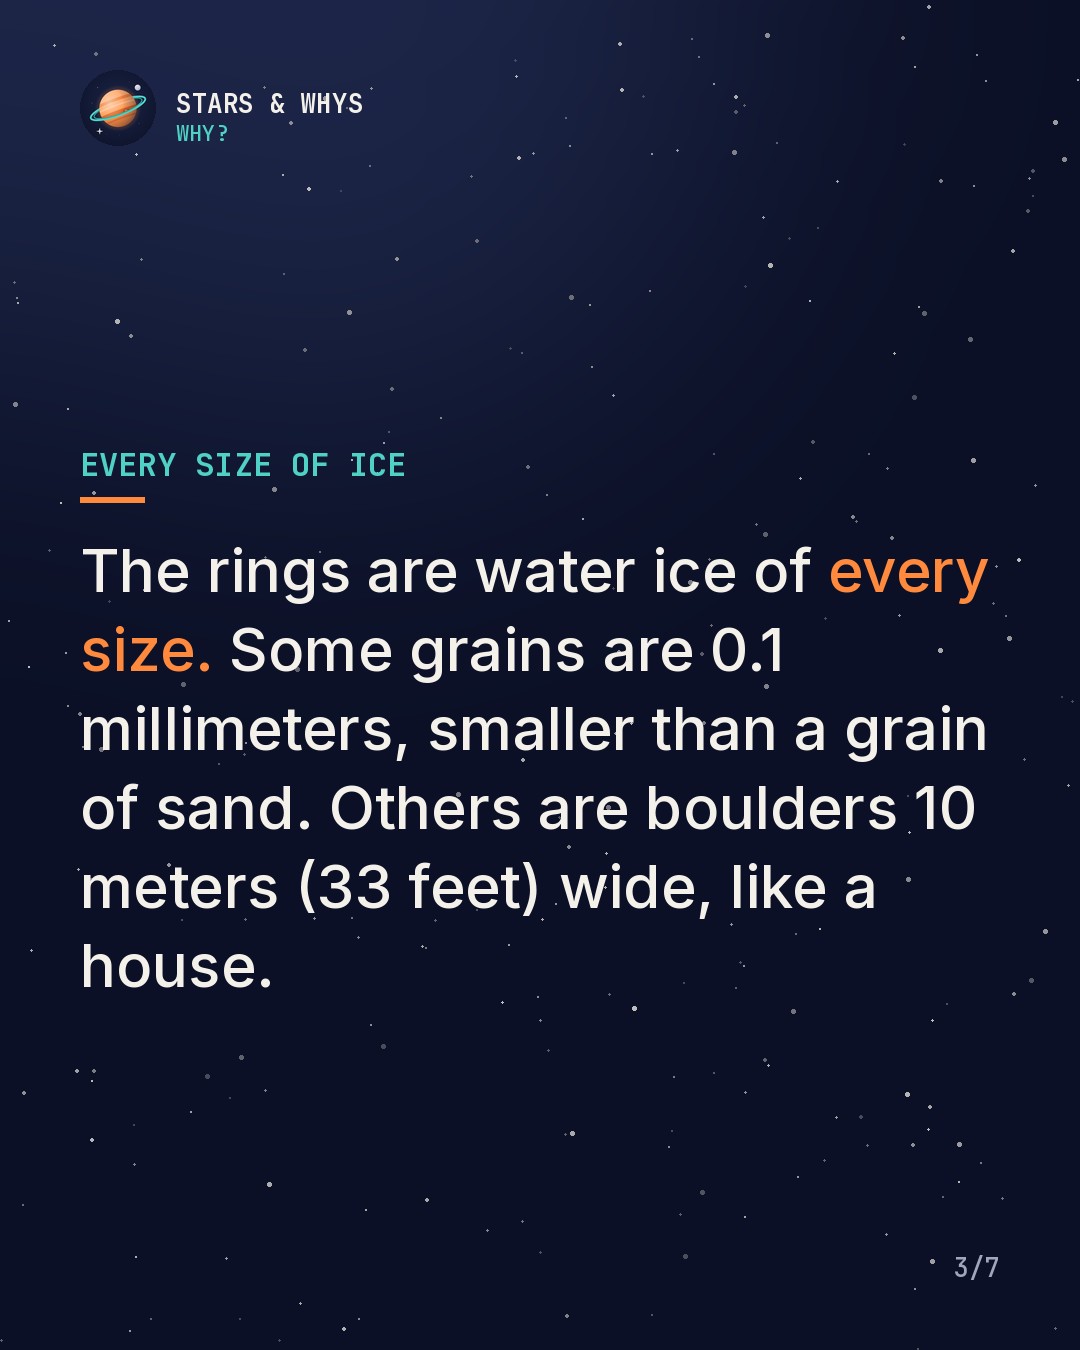 STARS & WHYS
WHY?
EVERY SIZE OF ICE
The rings are water ice of every
size. Some grains are 0.1
millimeters, smaller than a grain
of sand. Others are boulders 10
meters (33 feet) wide, like a
house.
3/7